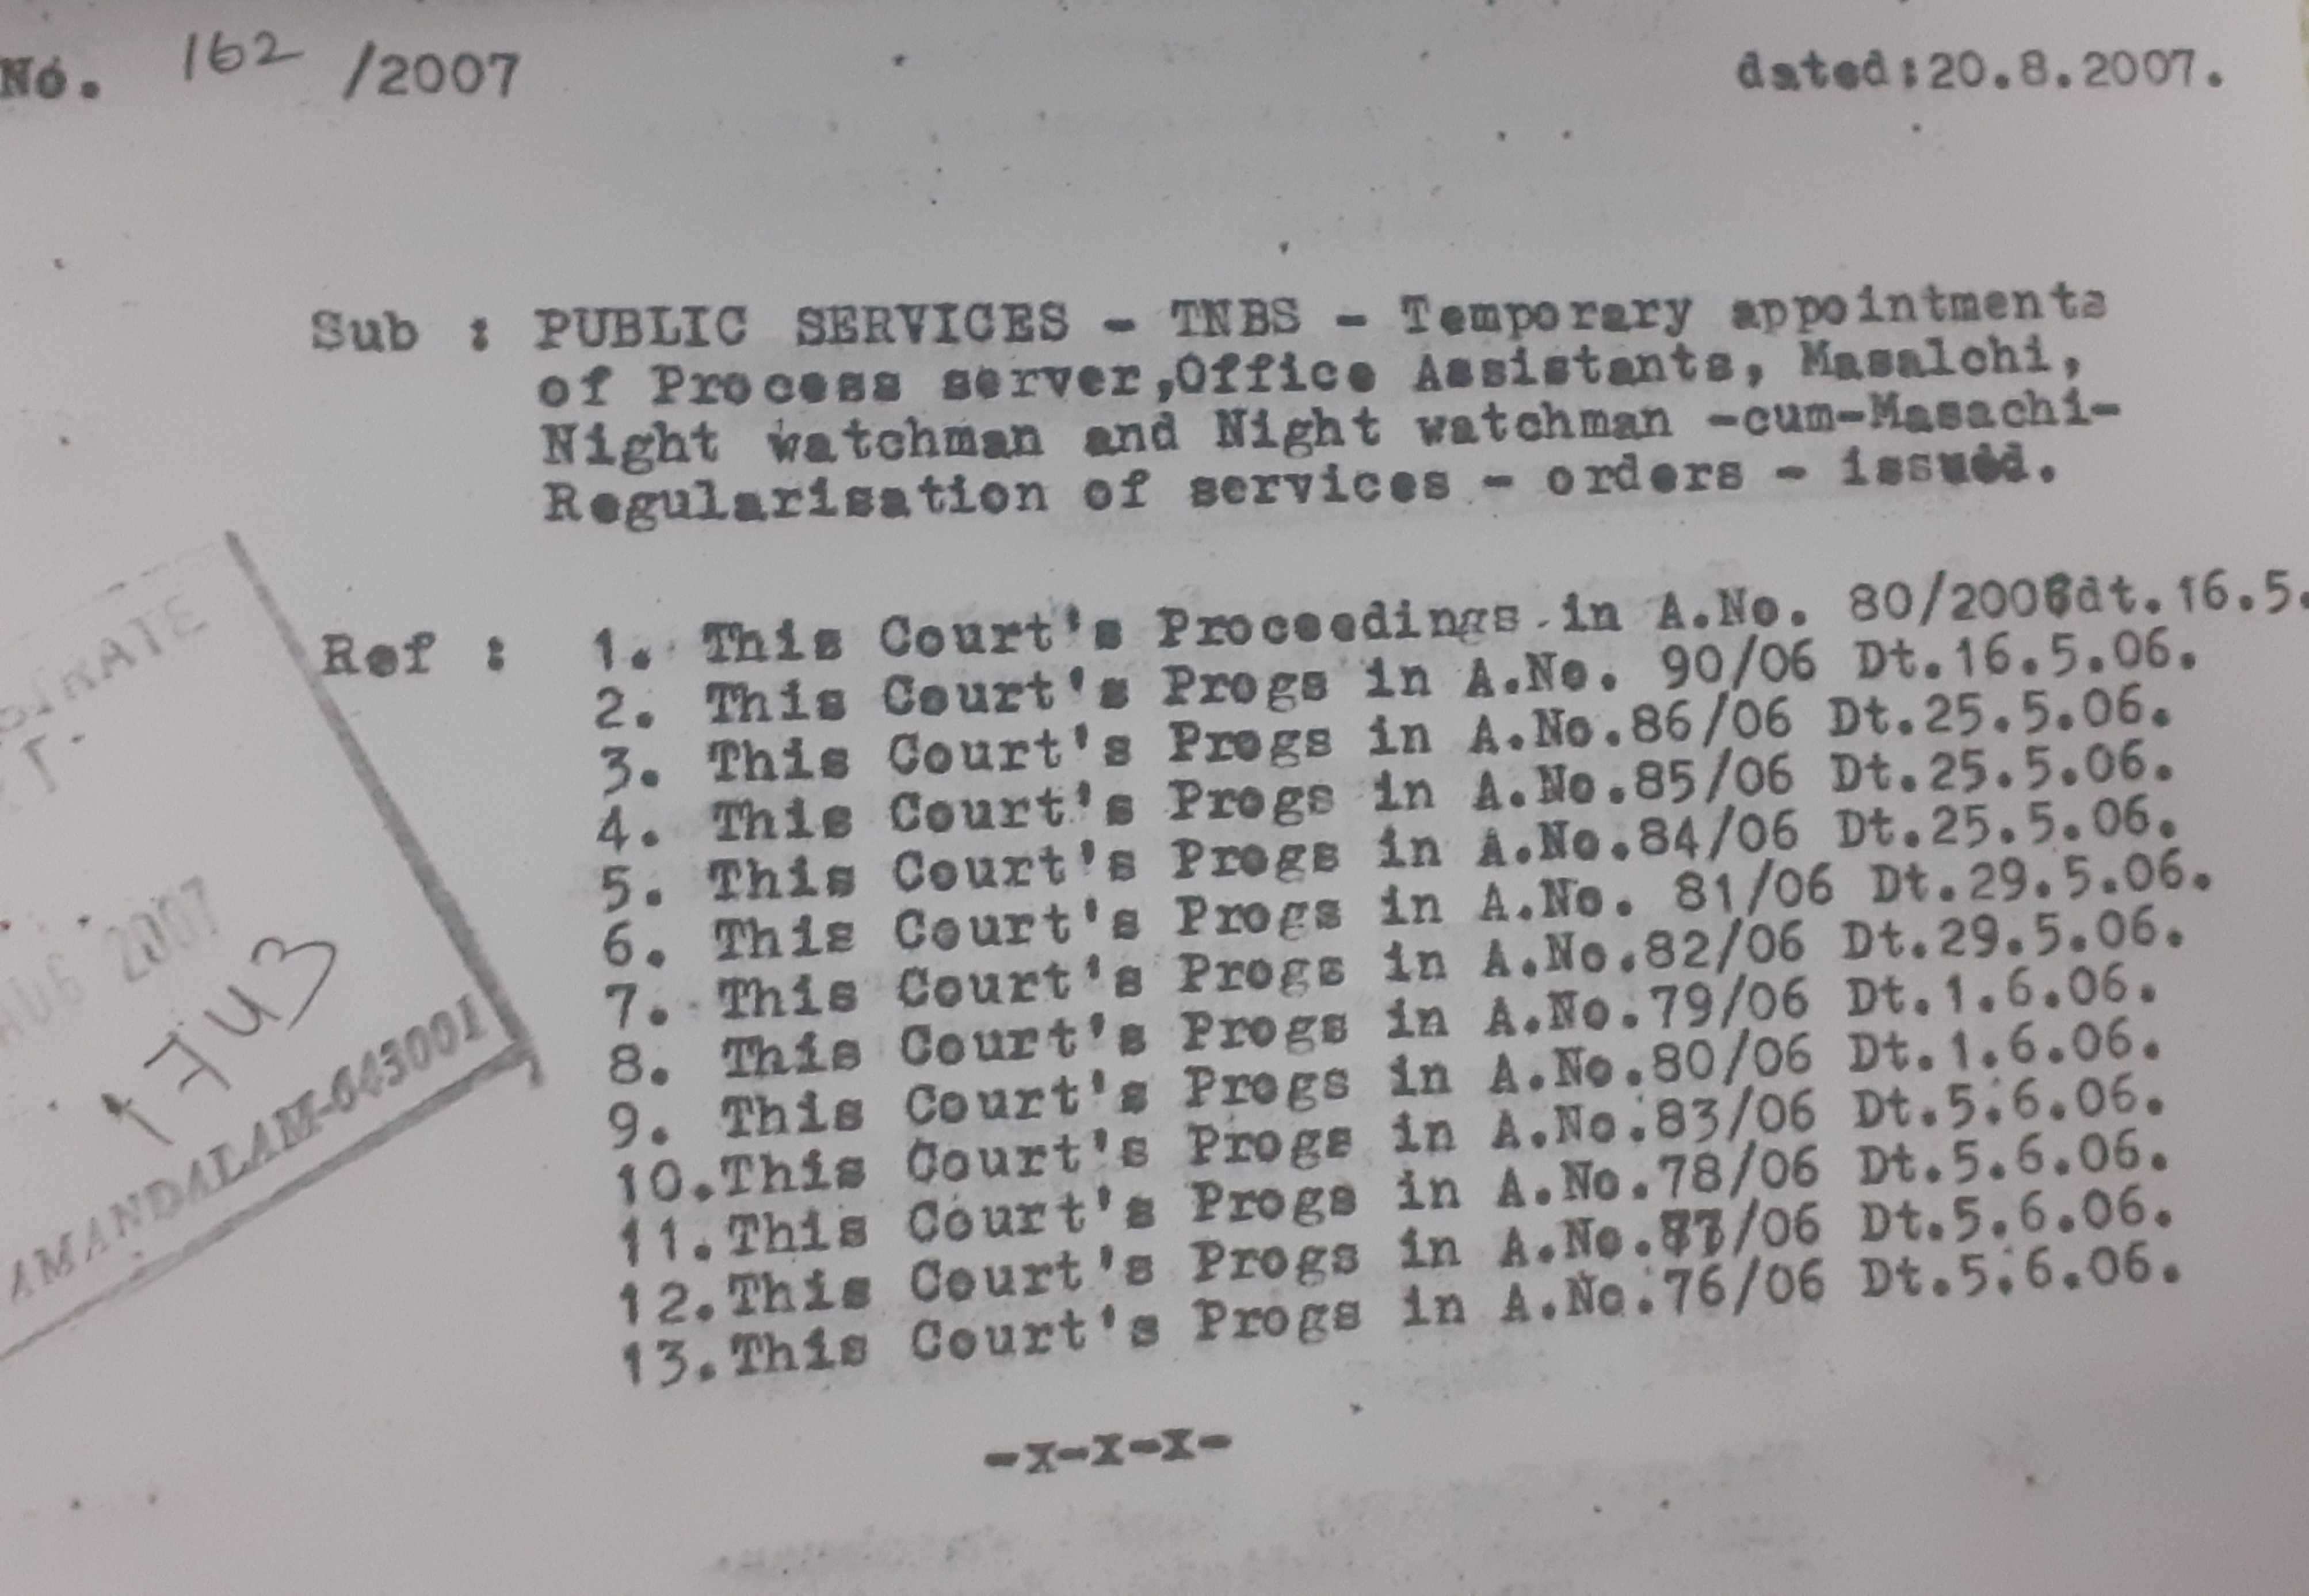 No. 162 /2007 dated:20.8.2007.
Sub : PUBLIC SERVICES - TNBS - Temporary appointments
of Process server,Office Assistants, Masalchi,
Night watchman and Night watchman -cum-Masachi-
Regularisation of services - orders - issued.
Ref : 1. This Court's Proceedings in A.No. 80/2006dt.16.5.
2. This Court's Progs in A.No. 90/06 Dt.16.5.06.
3. This Court's Progs in A.No.86/06 Dt.25.5.06.
4. This Court's Progs in A.No.85/06 Dt.25.5.06.
5. This Court's Progs in A.No.84/06 Dt.25.5.06.
6. This Court's Progs in A.No. 81/06 Dt.29.5.06.
7. This Court's Progs in A.No.82/06 Dt.29.5.06.
8. This Court's Progs in A.No.79/06 Dt.1.6.06.
9. This Court's Progs in A.No.80/06 Dt.1.6.06.
10.This Court's Progs in A.No.83/06 Dt.5.6.06.
11.This Court's Progs in A.No.78/06 Dt.5.6.06.
12.This Court's Progs in A.No. Dt.5.6.06.
13.This Court's Progs in A.No.76/06 Dt.5.6.06.
-x-x-x-
STRATE
T.
AUG 2007
AMANDALAM-643001